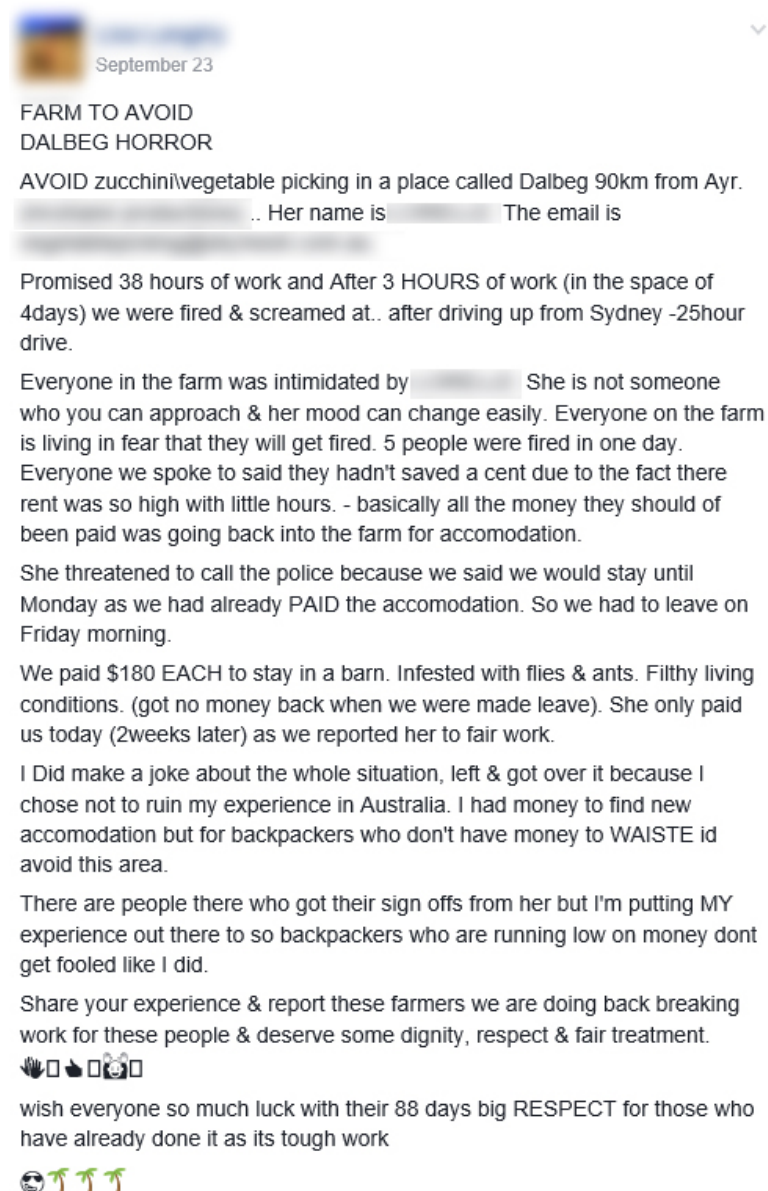 September 23
FARM TO AVOID
DALBEG HORROR
AVOID zucchini\vegetable picking in a place called Dalbeg 90km from Ayr.
.. Her name is The email is
Promised 38 hours of work and After 3 HOURS of work (in the space of
4days) we were fired & screamed at.. after driving up from Sydney -25hour
drive.
Everyone in the farm was intimidated by She is not someone
who you can approach & her mood can change easily. Everyone on the farm
is living in fear that they will get fired. 5 people were fired in one day.
Everyone we spoke to said they hadn't saved a cent due to the fact there
rent was so high with little hours. - basically all the money they should of
been paid was going back into the farm for accomodation.
She threatened to call the police because we said we would stay until
Monday as we had already PAID the accomodation. So we had to leave on
Friday morning.
We paid $180 EACH to stay in a barn. Infested with flies & ants. Filthy living
conditions. (got no money back when we were made leave). She only paid
us today (2weeks later) as we reported her to fair work.
I Did make a joke about the whole situation, left & got over it because I
chose not to ruin my experience in Australia. I had money to find new
accomodation but for backpackers who don't have money to WAISTE id
avoid this area.
There are people there who got their sign offs from her but I'm putting MY
experience out there to so backpackers who are running low on money dont
get fooled like I did.
Share your experience & report these farmers we are doing back breaking
work for these people & deserve some dignity, respect & fair treatment.
wish everyone so much luck with their 88 days big RESPECT for those who
have already done it as its tough work